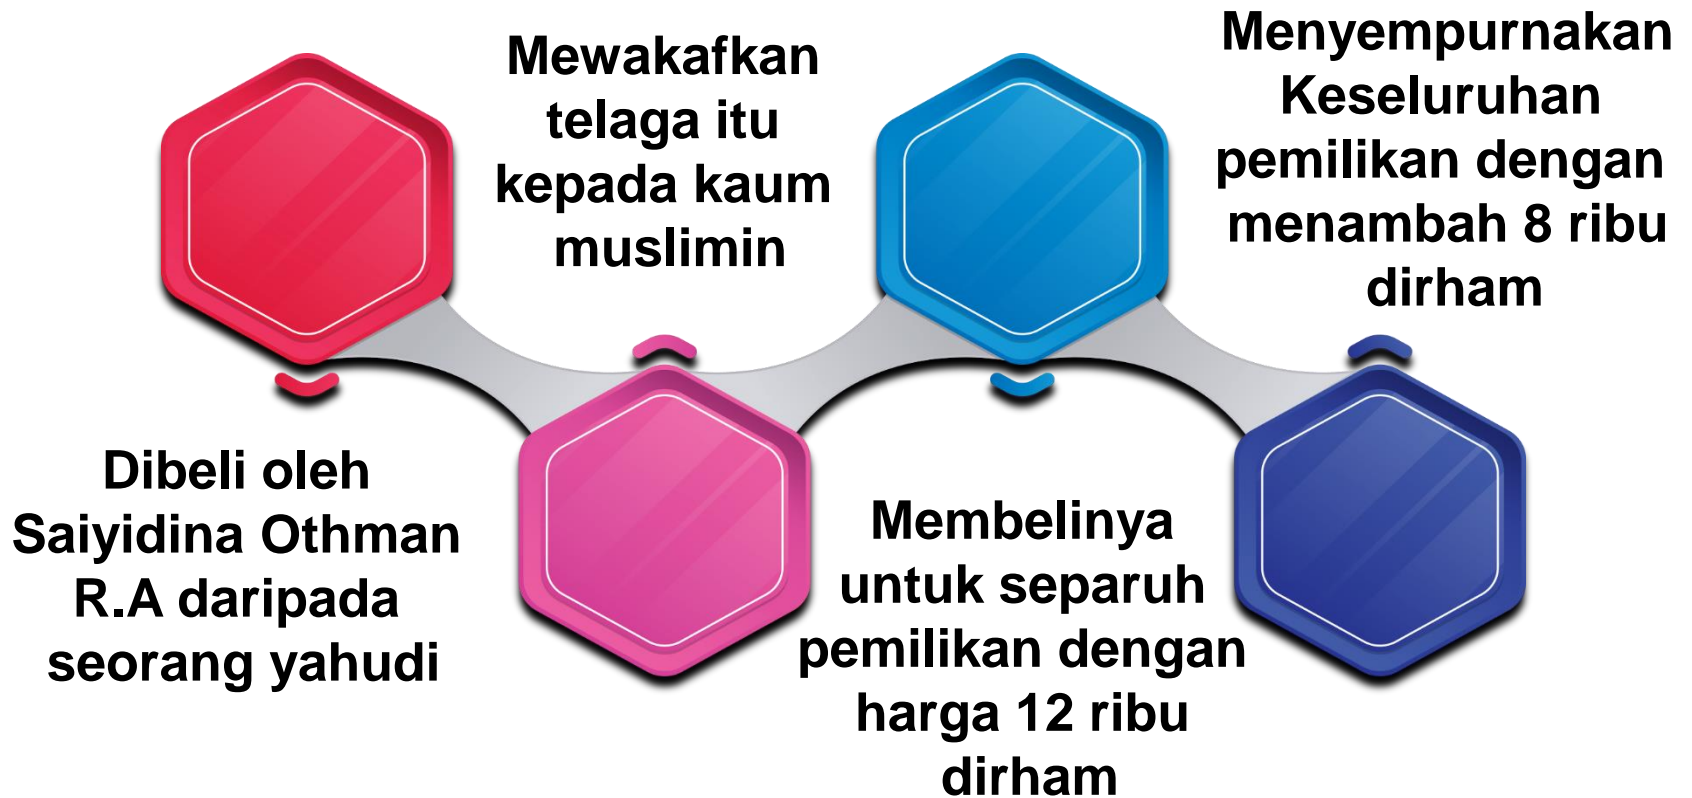 Dibeli oleh
Saiyidina Othman
R.A daripada
seorang yahudi
Mewakafkan
telaga itu
kepada kaum
muslimin
Membelinya
untuk separuh
pemilikan dengan
harga 12 ribu
dirham
Menyempurnakan
Keseluruhan
pemilikan dengan
menambah 8 ribu
dirham